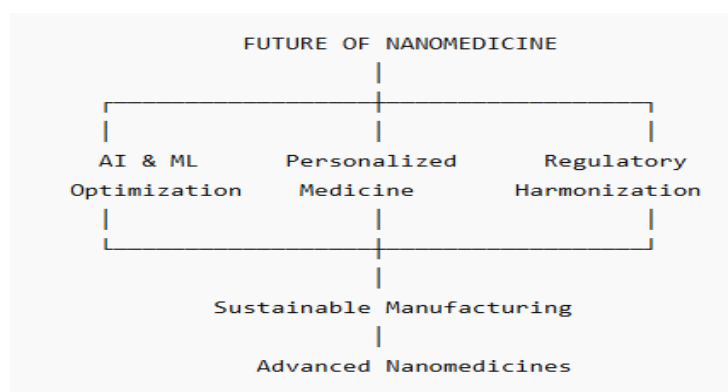 FUTURE OF NANOMEDICINE
AI & ML Personalized Regulatory
Optimization Medicine Harmonization
Sustainable Manufacturing
Advanced Nanomedicines